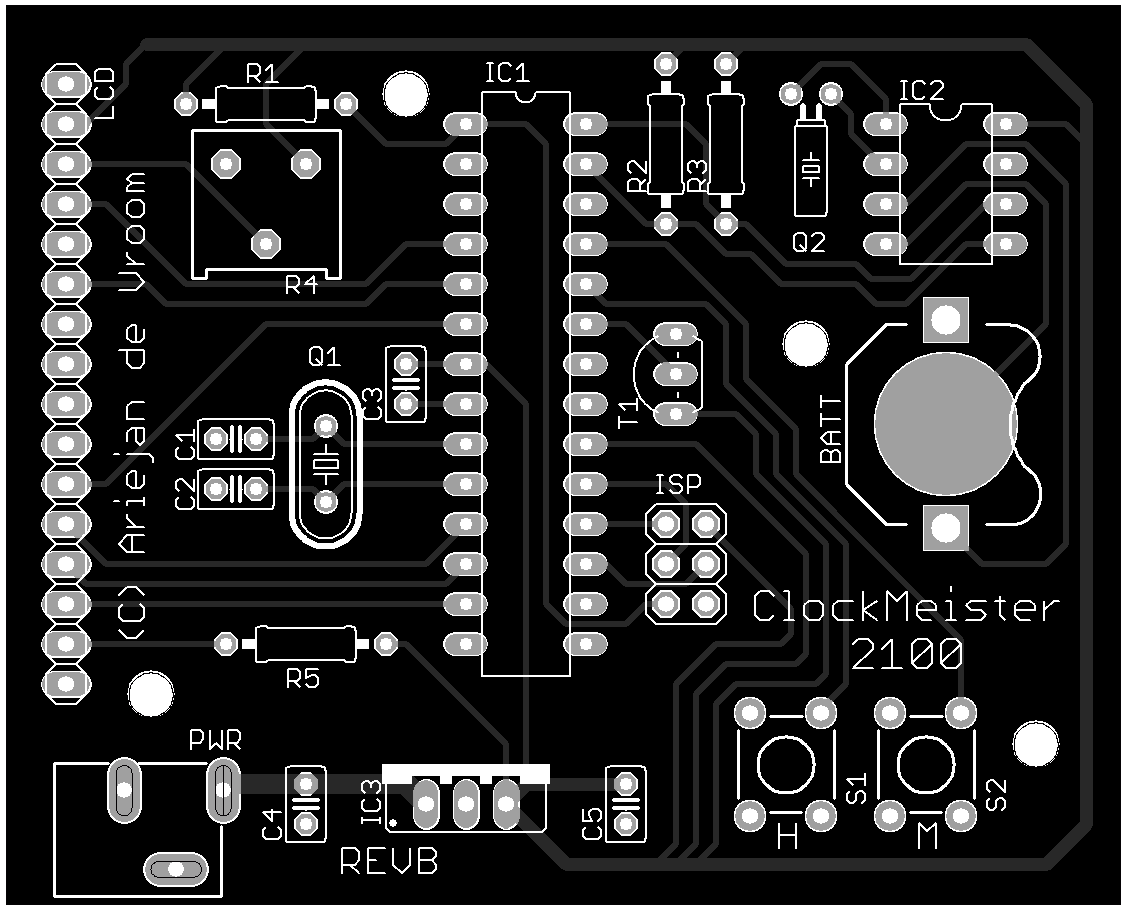 LCD
R1
IC1
IC2
R2
R3
Q2
R4
(C) Ariejan de Vroom
Q1
C3
T1
BATT
C1
C2
ISP
ClockMeister
2100
R5
PWR
IC3
C4
C5
S1
S2
H
M
REVB